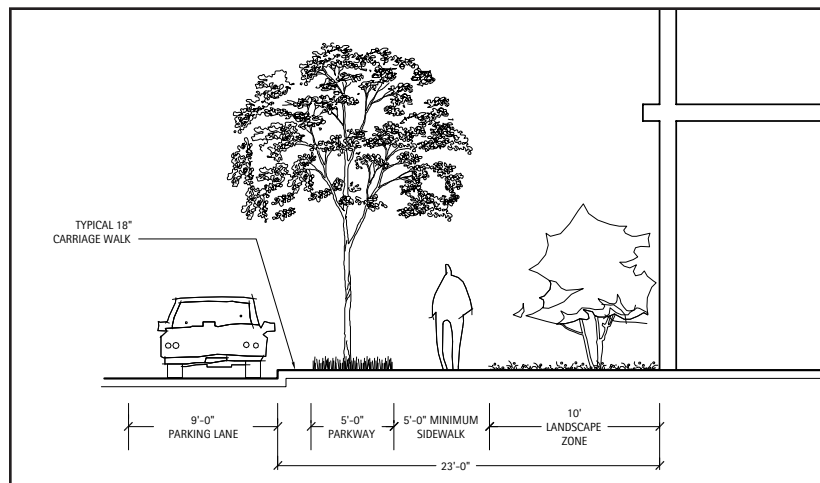 TYPICAL 18"
CARRIAGE WALK
9'-0"
PARKING LANE
5'-0"
PARKWAY
5'-0" MINIMUM
SIDEWALK
10'
LANDSCAPE
ZONE
23'-0"